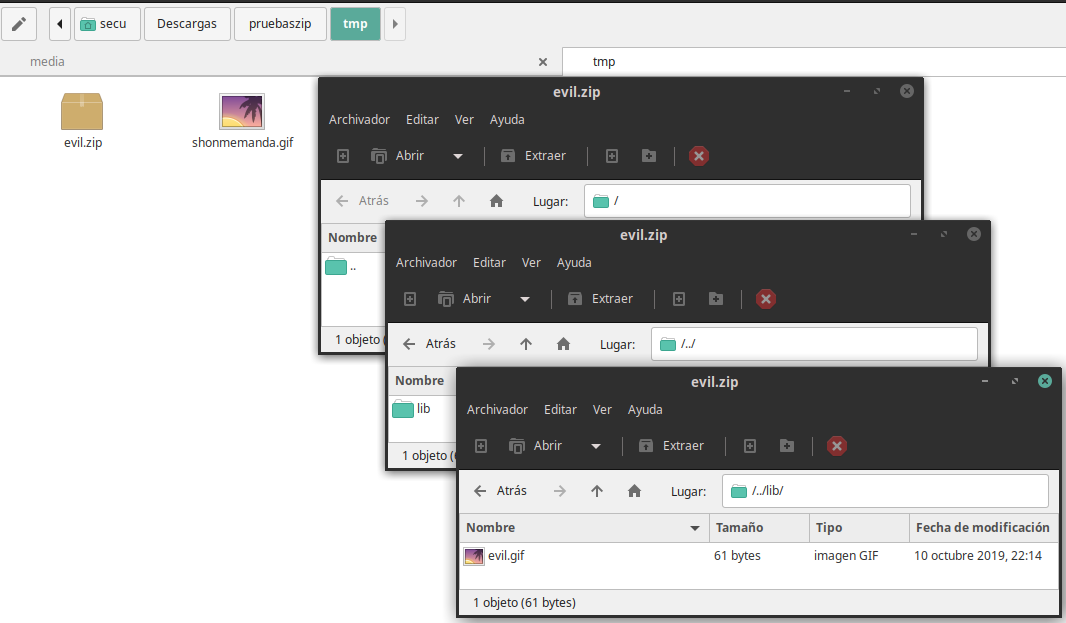 secu Descargas pruebaszip tmp
media tmp
evil.zip
shonmemanda.gif
evil.zip
Archivador Editar Ver Ayuda
Abrir Extraer
Atrás Lugar: /
Nombre
..
1 objeto (
evil.zip
Archivador Editar Ver Ayuda
Abrir Extraer
Atrás Lugar: /../
Nombre
lib
1 objeto (
evil.zip
Archivador Editar Ver Ayuda
Abrir Extraer
Atrás Lugar: /../lib/
Nombre Tamaño Tipo Fecha de modificación
evil.gif 61 bytes imagen GIF 10 octubre 2019, 22:14
1 objeto (61 bytes)